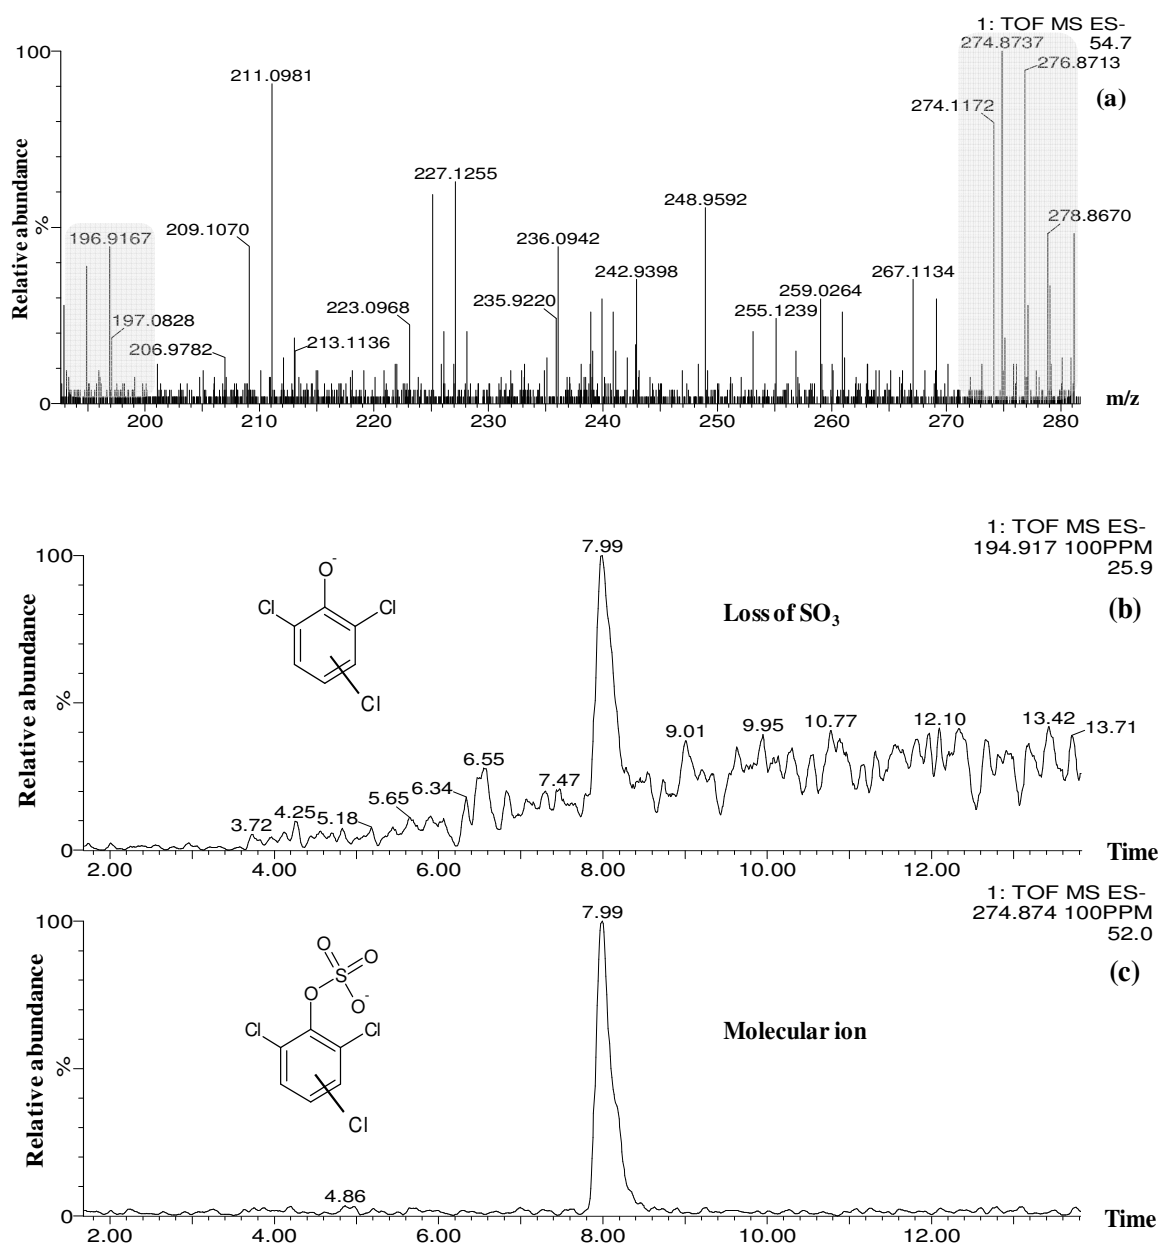 1: TOF MS ES-
54.7
100
274.8737
276.8713
(a)
211.0981
274.1172
227.1255
248.9592
278.8670
196.9167
209.1070
236.0942
242.9398
267.1134
Relative abundance
%
197.0828
223.0968
235.9220
259.0264
255.1239
206.9782
213.1136
0
m/z
200 210 220 230 240 250 260 270 280
1: TOF MS ES-
194.917 100PPM
25.9
100
7.99
O-
Cl Cl
Cl
Loss of SO3
(b)
Relative abundance
%
3.72 4.25 5.18 5.65 6.34 6.55 7.47 9.01 9.95 10.77 12.10 13.42 13.71
0
Time
2.00 4.00 6.00 8.00 10.00 12.00
1: TOF MS ES-
274.874 100PPM
52.0
100
7.99
(c)
O O
S
O O-
Cl Cl
Cl
Molecular ion
Relative abundance
%
4.86
0
Time
2.00 4.00 6.00 8.00 10.00 12.00